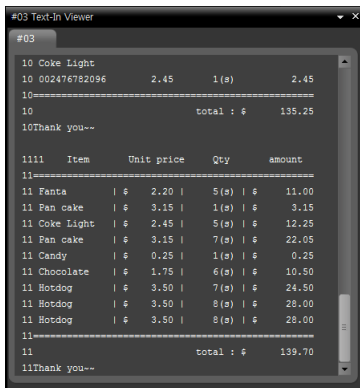 #03 Text-In Viewer
#03
10 Coke Light
10 002476782096 2.45 1(s) 2.45
10==================================================
10 total : $ 135.25
10Thank you~~
1111 Item Unit price Qty amount
11==================================================
11 Fanta | $ 2.20 | 5(s) | $ 11.00
11 Pan cake | $ 3.15 | 1(s) | $ 3.15
11 Coke Light | $ 2.45 | 5(s) | $ 12.25
11 Pan cake | $ 3.15 | 7(s) | $ 22.05
11 Candy | $ 0.25 | 1(s) | $ 0.25
11 Chocolate | $ 1.75 | 6(s) | $ 10.50
11 Hotdog | $ 3.50 | 7(s) | $ 24.50
11 Hotdog | $ 3.50 | 8(s) | $ 28.00
11 Hotdog | $ 3.50 | 8(s) | $ 28.00
11==================================================
11 total : $ 139.70
11Thank you~~